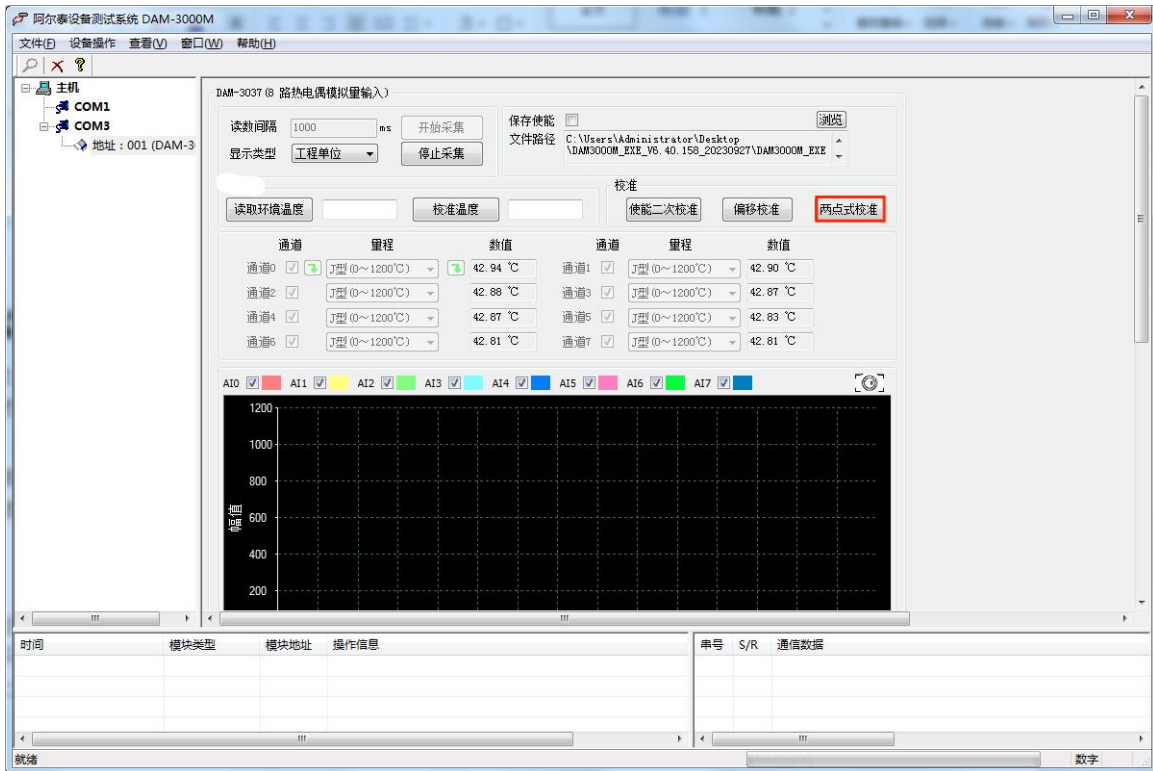 阿尔泰设备测试系统 DAM-3000M
文件(F) 设备操作 查看(V) 窗口(W) 帮助(H)
主机
COM1
COM3
地址：001 (DAM-3
DAM-3037(8 路热电偶模拟量输入)
读数间隔 1000 ms 开始采集
显示类型 工程单位 停止采集
保存使能 浏览
文件路径 C:\Users\Administrator\Desktop
\DAM3000M_EXE_V6.40.158_20230927\DAM3000M_EXE
校准
读取环境温度 校准温度 使能二次校准 偏移校准 两点式校准
通道 量程 数值 通道 量程 数值
通道0 J型(0～1200℃) 42.94 ℃ 通道1 J型(0～1200℃) 42.90 ℃
通道2 J型(0～1200℃) 42.88 ℃ 通道3 J型(0～1200℃) 42.87 ℃
通道4 J型(0～1200℃) 42.87 ℃ 通道5 J型(0～1200℃) 42.83 ℃
通道6 J型(0～1200℃) 42.81 ℃ 通道7 J型(0～1200℃) 42.81 ℃
AI0 AI1 AI2 AI3 AI4 AI5 AI6 AI7
1200
1000
800
幅值
600
400
200
时间 模块类型 模块地址 操作信息 串号 S/R 通信数据
就绪 数字